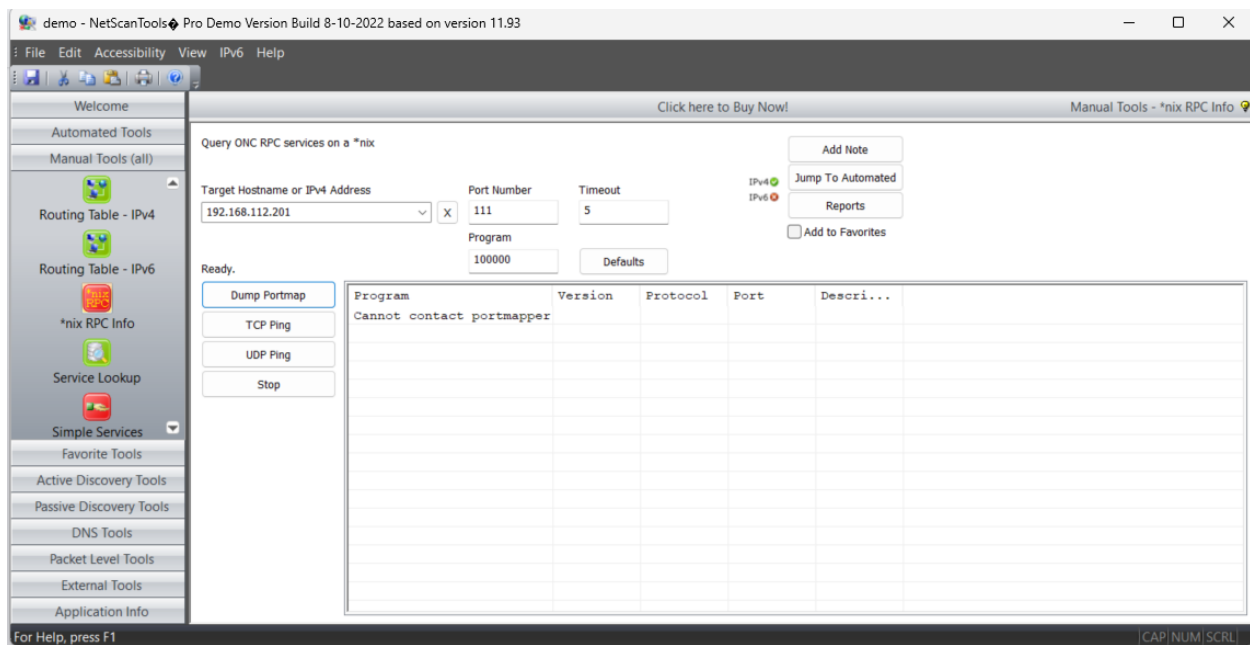 demo - NetScanTools� Pro Demo Version Build 8-10-2022 based on version 11.93
File Edit Accessibility View IPv6 Help
Welcome
Automated Tools
Manual Tools (all)
Routing Table - IPv4
Routing Table - IPv6
*nix RPC
*nix RPC Info
Service Lookup
Simple Services
Favorite Tools
Active Discovery Tools
Passive Discovery Tools
DNS Tools
Packet Level Tools
External Tools
Application Info
Click here to Buy Now!
Manual Tools - *nix RPC Info
Query ONC RPC services on a *nix
Target Hostname or IPv4 Address
192.168.112.201
X
Port Number
111
Timeout
5
Program
100000
Defaults
IPv4
IPv6
Add Note
Jump To Automated
Reports
Add to Favorites
Ready.
Dump Portmap
TCP Ping
UDP Ping
Stop
Program Version Protocol Port Descri...
Cannot contact portmapper
For Help, press F1
CAP NUM SCRL